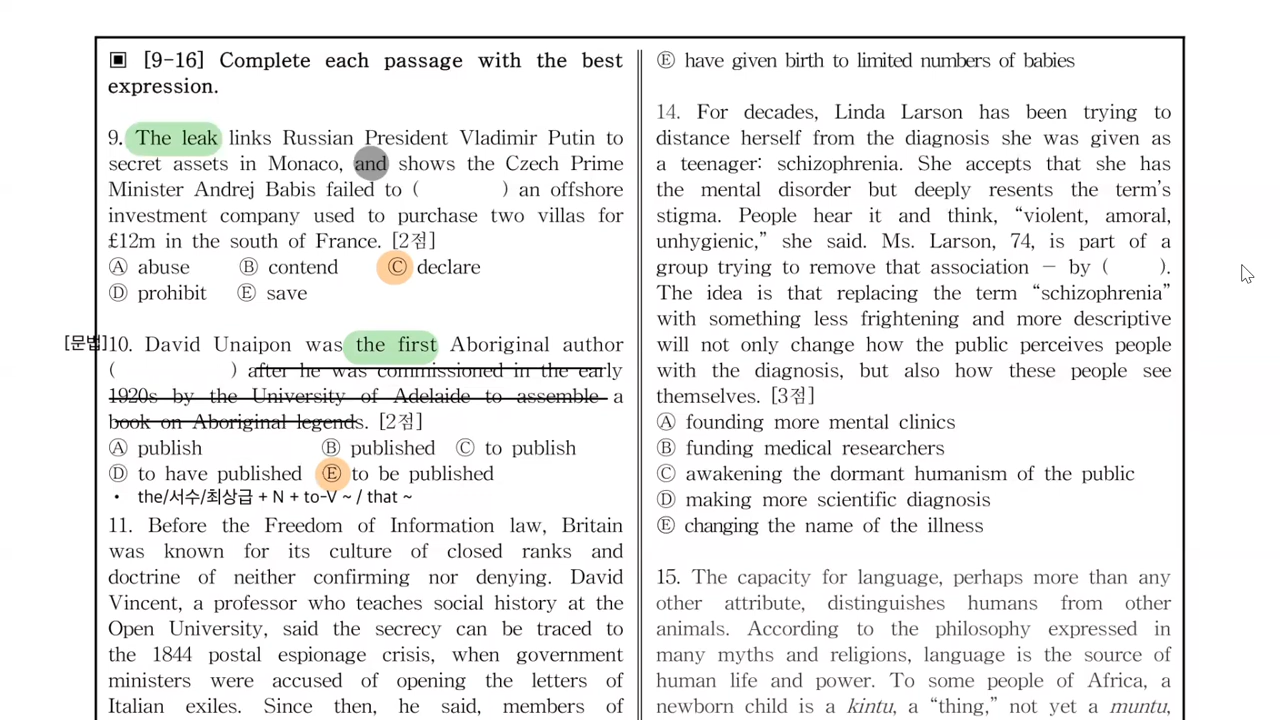 ▣ [9-16] Complete each passage with the best
expression.
9. The leak links Russian President Vladimir Putin to
secret assets in Monaco, and shows the Czech Prime
Minister Andrej Babis failed to ( ) an offshore
investment company used to purchase two villas for
£12m in the south of France. [2점]
Ⓐ abuse Ⓑ contend Ⓒ declare
Ⓓ prohibit Ⓔ save
[문법]10. David Unaipon was the first Aboriginal author
( ) after he was commissioned in the early
1920s by the University of Adelaide to assemble a
book on Aboriginal legends. [2점]
Ⓐ publish Ⓑ published Ⓒ to publish
Ⓓ to have published Ⓔ to be published
• the/서수/최상급 + N + to-V ~ / that ~
11. Before the Freedom of Information law, Britain
was known for its culture of closed ranks and
doctrine of neither confirming nor denying. David
Vincent, a professor who teaches social history at the
Open University, said the secrecy can be traced to
the 1844 postal espionage crisis, when government
ministers were accused of opening the letters of
Italian exiles. Since then, he said, members of
Ⓔ have given birth to limited numbers of babies
14. For decades, Linda Larson has been trying to
distance herself from the diagnosis she was given as
a teenager: schizophrenia. She accepts that she has
the mental disorder but deeply resents the term's
stigma. People hear it and think, “violent, amoral,
unhygienic,” she said. Ms. Larson, 74, is part of a
group trying to remove that association − by ( ).
The idea is that replacing the term “schizophrenia”
with something less frightening and more descriptive
will not only change how the public perceives people
with the diagnosis, but also how these people see
themselves. [3점]
Ⓐ founding more mental clinics
Ⓑ funding medical researchers
Ⓒ awakening the dormant humanism of the public
Ⓓ making more scientific diagnosis
Ⓔ changing the name of the illness
15. The capacity for language, perhaps more than any
other attribute, distinguishes humans from other
animals. According to the philosophy expressed in
many myths and religions, language is the source of
human life and power. To some people of Africa, a
newborn child is a kintu, a “thing,” not yet a muntu,